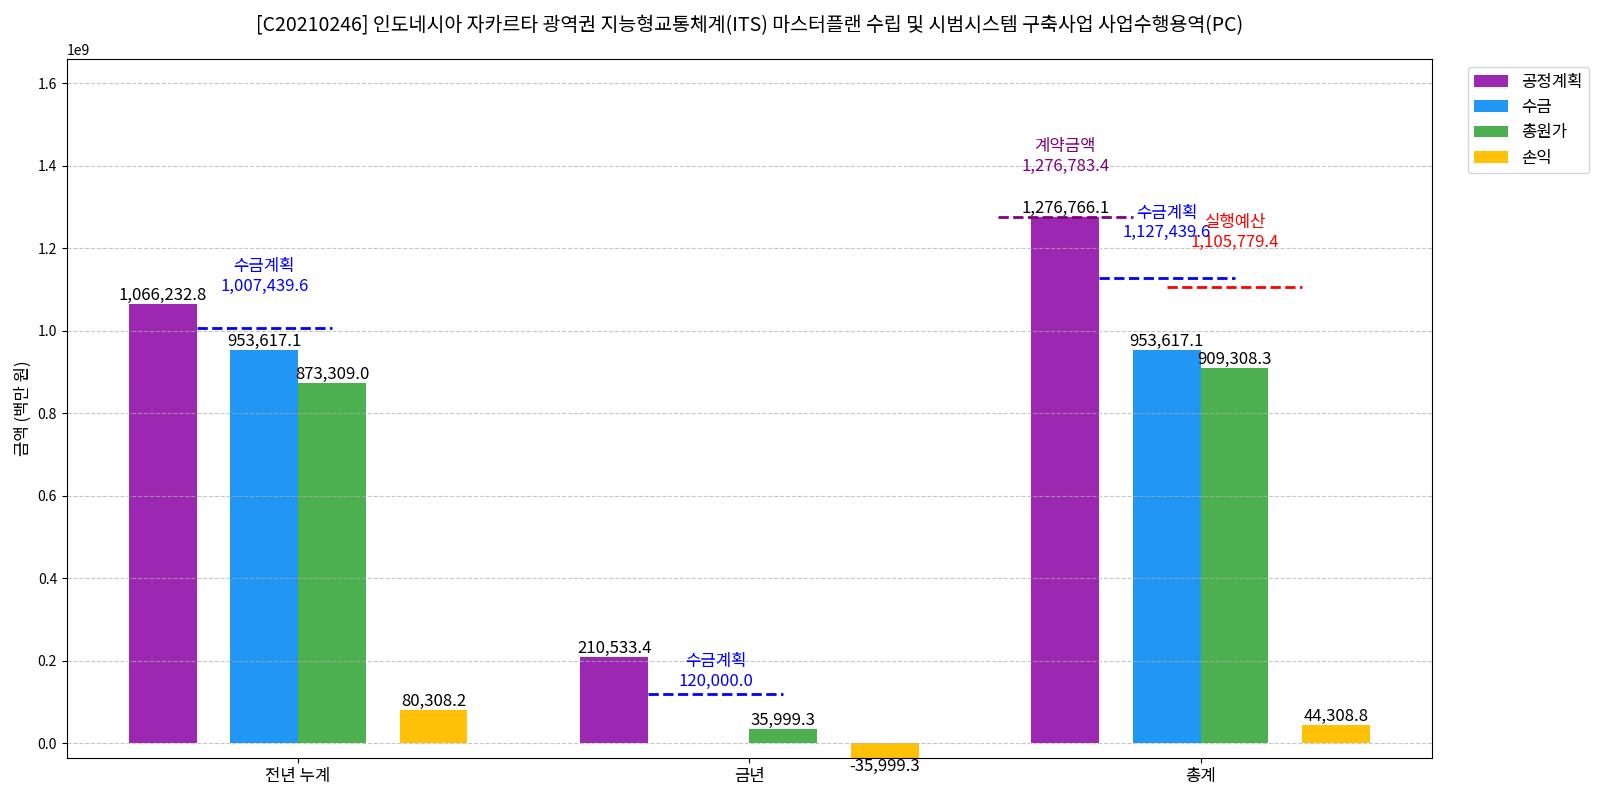 [C20210246] 인도네시아 자카르타 광역권 지능형교통체계(ITS) 마스터플랜 수립 및 시범시스템 구축사업 사업수행용역(PC)
1e9
1.6
1.4
1.2
1.0
0.8
0.6
0.4
0.2
0.0
금액 (백만 원)
1,066,232.8
수금계획
1,007,439.6
953,617.1
873,309.0
80,308.2
210,533.4
수금계획
120,000.0
35,999.3
-35,999.3
계약금액
1,276,783.4
1,276,766.1
수금계획
1,127,439.6
실행예산
1,105,779.4
953,617.1
909,308.3
44,308.8
전년 누계
금년
총계
공정계획
수금
총원가
손익